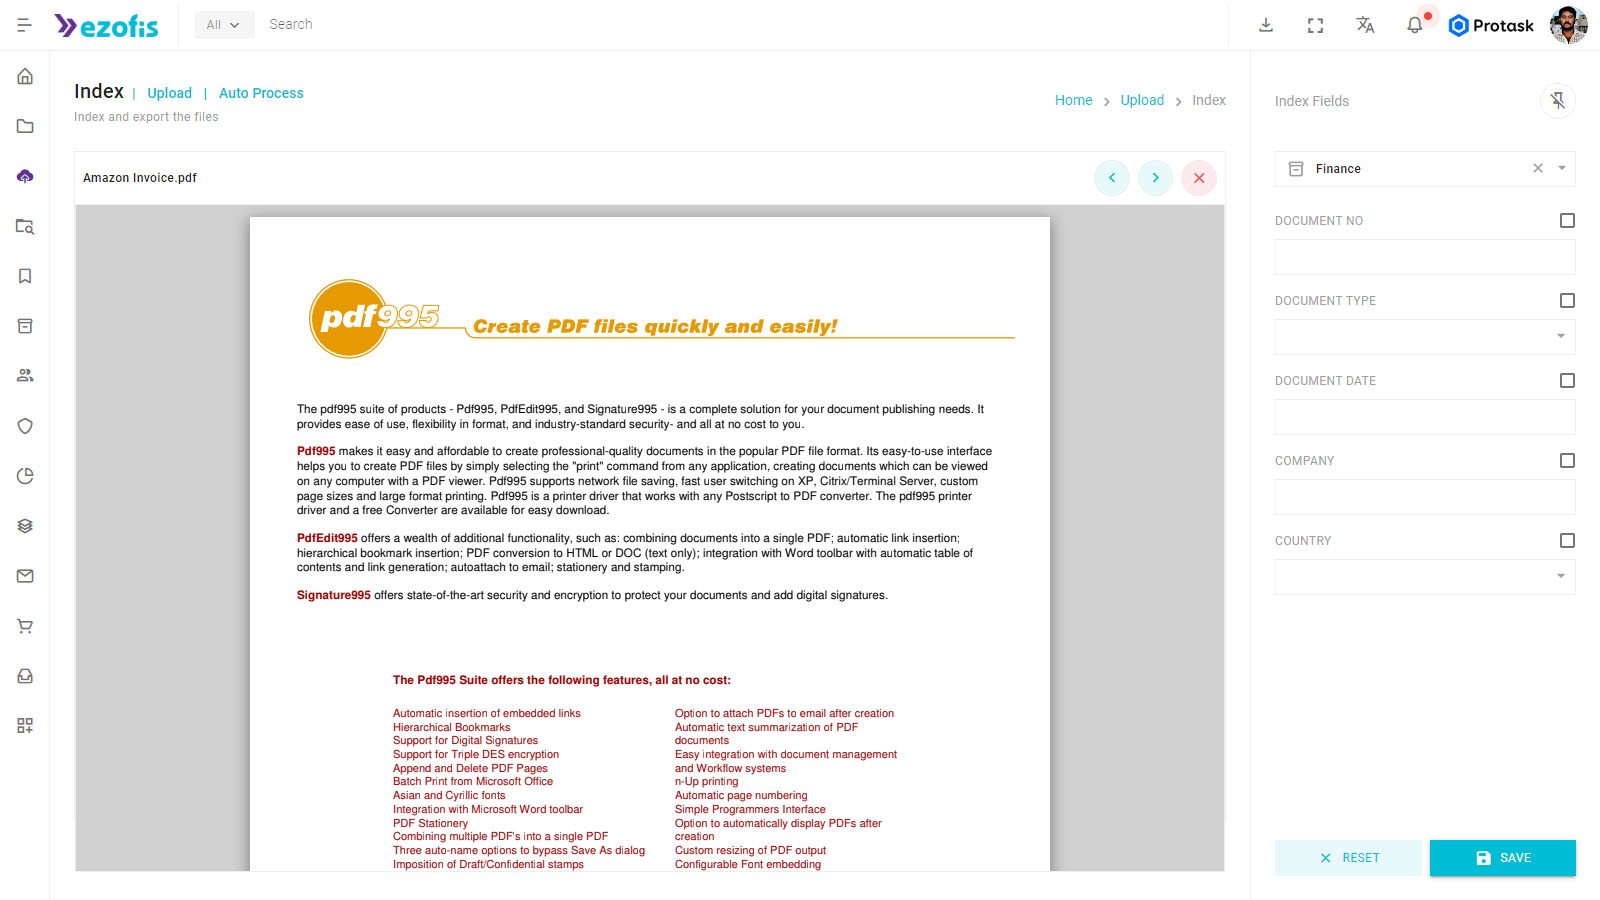 ezofis
All
Search
Protask
Index | Upload | Auto Process
Index and export the files
Home > Upload > Index
Amazon Invoice.pdf
pdf995
Create PDF files quickly and easily!
The pdf995 suite of products - Pdf995, PdfEdit995, and Signature995 - is a complete solution for your document publishing needs. It
provides ease of use, flexibility in format, and industry-standard security- and all at no cost to you.
Pdf995 makes it easy and affordable to create professional-quality documents in the popular PDF file format. Its easy-to-use interface
helps you to create PDF files by simply selecting the "print" command from any application, creating documents which can be viewed
on any computer with a PDF viewer. Pdf995 supports network file saving, fast user switching on XP, Citrix/Terminal Server, custom
page sizes and large format printing. Pdf995 is a printer driver that works with any Postscript to PDF converter. The pdf995 printer
driver and a free Converter are available for easy download.
PdfEdit995 offers a wealth of additional functionality, such as: combining documents into a single PDF; automatic link insertion;
hierarchical bookmark insertion; PDF conversion to HTML or DOC (text only); integration with Word toolbar with automatic table of
contents and link generation; autoattach to email; stationery and stamping.
Signature995 offers state-of-the-art security and encryption to protect your documents and add digital signatures.
The Pdf995 Suite offers the following features, all at no cost:
Automatic insertion of embedded links
Hierarchical Bookmarks
Support for Digital Signatures
Support for Triple DES encryption
Append and Delete PDF Pages
Batch Print from Microsoft Office
Asian and Cyrillic fonts
Integration with Microsoft Word toolbar
PDF Stationery
Combining multiple PDF's into a single PDF
Three auto-name options to bypass Save As dialog
Imposition of Draft/Confidential stamps
Option to attach PDFs to email after creation
Automatic text summarization of PDF
documents
Easy integration with document management
and Workflow systems
n-Up printing
Automatic page numbering
Simple Programmers Interface
Option to automatically display PDFs after
creation
Custom resizing of PDF output
Configurable Font embedding
Index Fields
Finance
DOCUMENT NO
DOCUMENT TYPE
DOCUMENT DATE
COMPANY
COUNTRY
RESET
SAVE